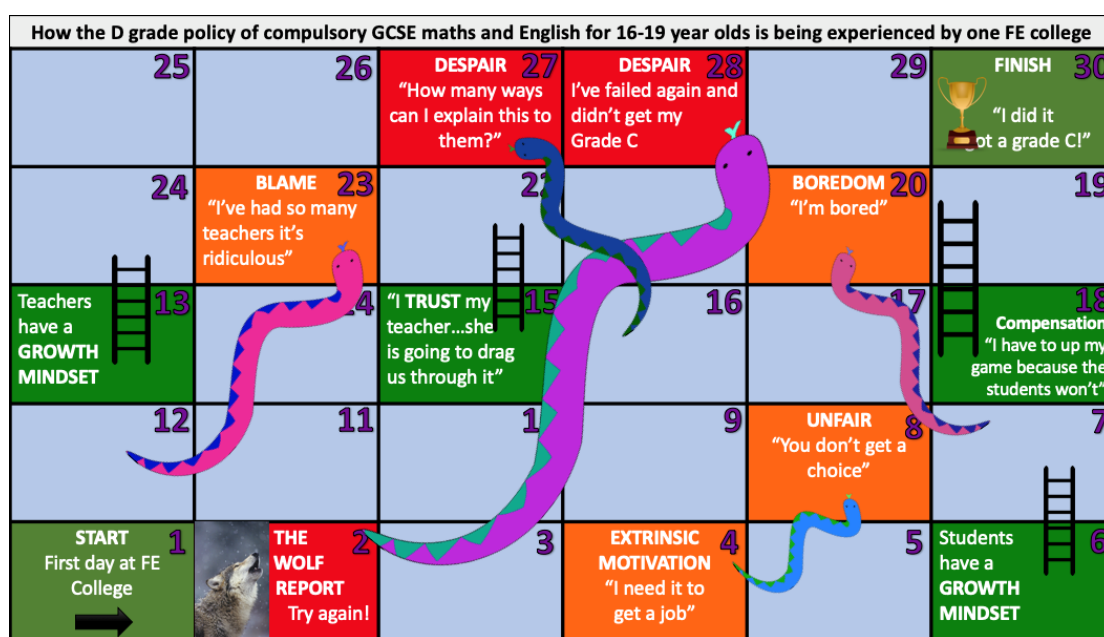 How the D grade policy of compulsory GCSE maths and English for 16-19 year olds is being experienced by one FE college
25
26
DESPAIR 27
“How many ways
can I explain this to
them?”
DESPAIR 28
I’ve failed again and
didn’t get my
Grade C
29
FINISH 30
“I did it
got a grade C!”
24
BLAME 23
“I’ve had so many
teachers it’s
ridiculous”
22
BOREDOM 20
“I’m bored”
19
Teachers 13
have a
GROWTH
MINDSET
14
“I TRUST my 15
teacher...she
is going to drag
us through it”
16
17
18
Compensation
“I have to up my
game because the
students won’t”
12
11
1
9
UNFAIR 8
“You don’t get a
choice”
7
START 1
First day at FE
College
THE 2
WOLF
REPORT
Try again!
3
EXTRINSIC 4
MOTIVATION
“I need it to
get a job”
5
Students 6
have a
GROWTH
MINDSET